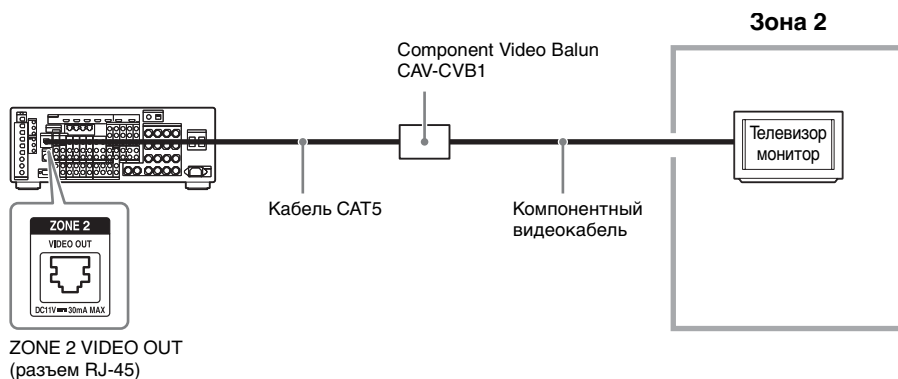 Зона 2
Component Video Balun
CAV-CVB1
Телевизор
монитор
Кабель CAT5
Компонентный
видеокабель
ZONE 2
VIDEO OUT
DC11V 30mA MAX
ZONE 2 VIDEO OUT
(разъем RJ-45)